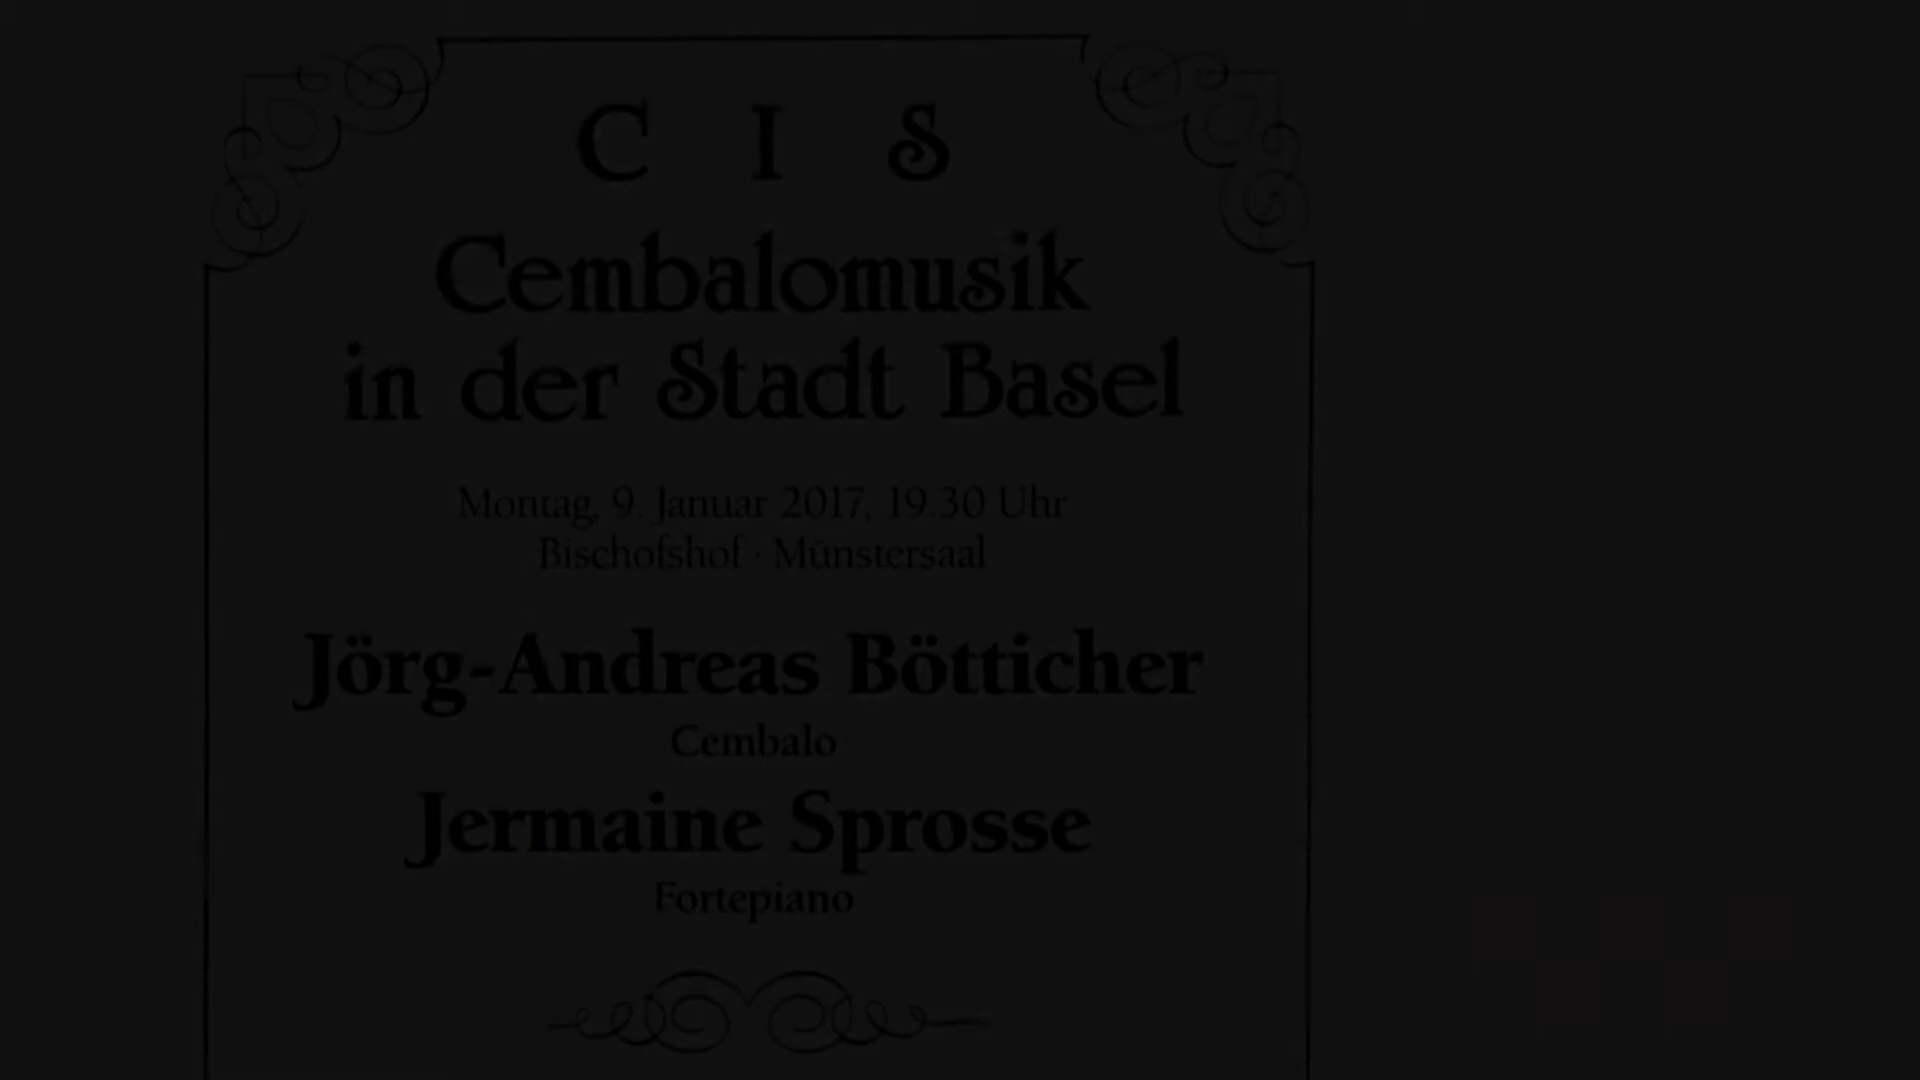 C I S
Cembalomusik
in der Stadt Basel
Montag, 9. Januar 2017, 19.30 Uhr
Bischofshof · Münstersaal
Jörg-Andreas Bötticher
Cembalo
Jermaine Sprosse
Fortepiano